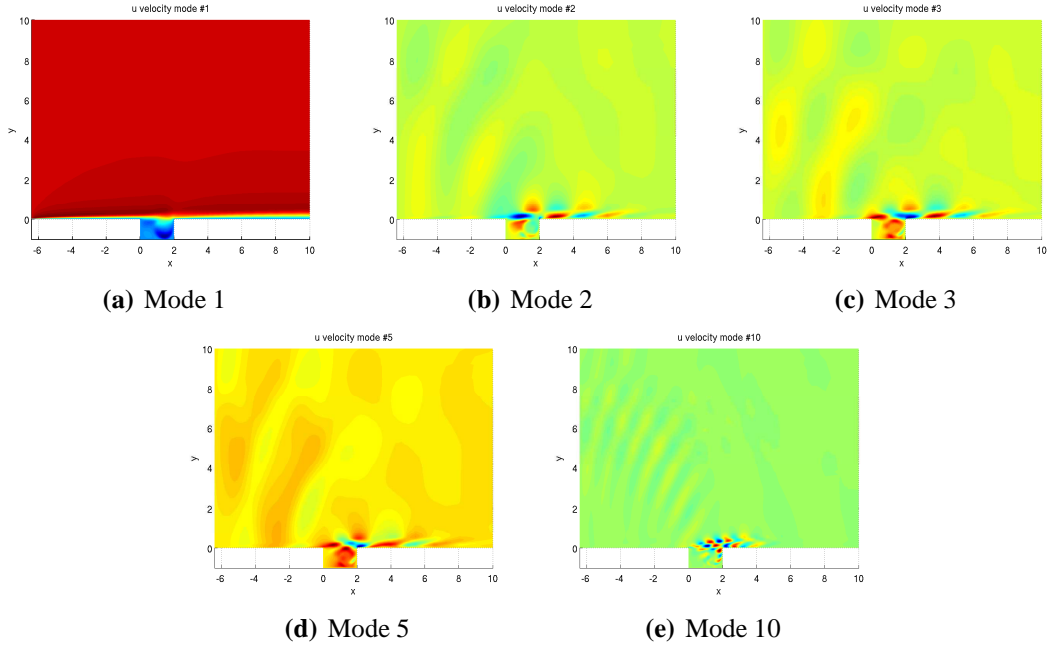 u velocity mode #1
10
8
6
y
4
2
0
-6 -4 -2 0 2 4 6 8 10
x
(a) Mode 1
u velocity mode #2
10
8
6
y
4
2
0
-6 -4 -2 0 2 4 6 8 10
x
(b) Mode 2
u velocity mode #3
10
8
6
y
4
2
0
-6 -4 -2 0 2 4 6 8 10
x
(c) Mode 3
u velocity mode #5
10
8
6
y
4
2
0
-6 -4 -2 0 2 4 6 8 10
x
(d) Mode 5
u velocity mode #10
10
8
6
y
4
2
0
-6 -4 -2 0 2 4 6 8 10
x
(e) Mode 10